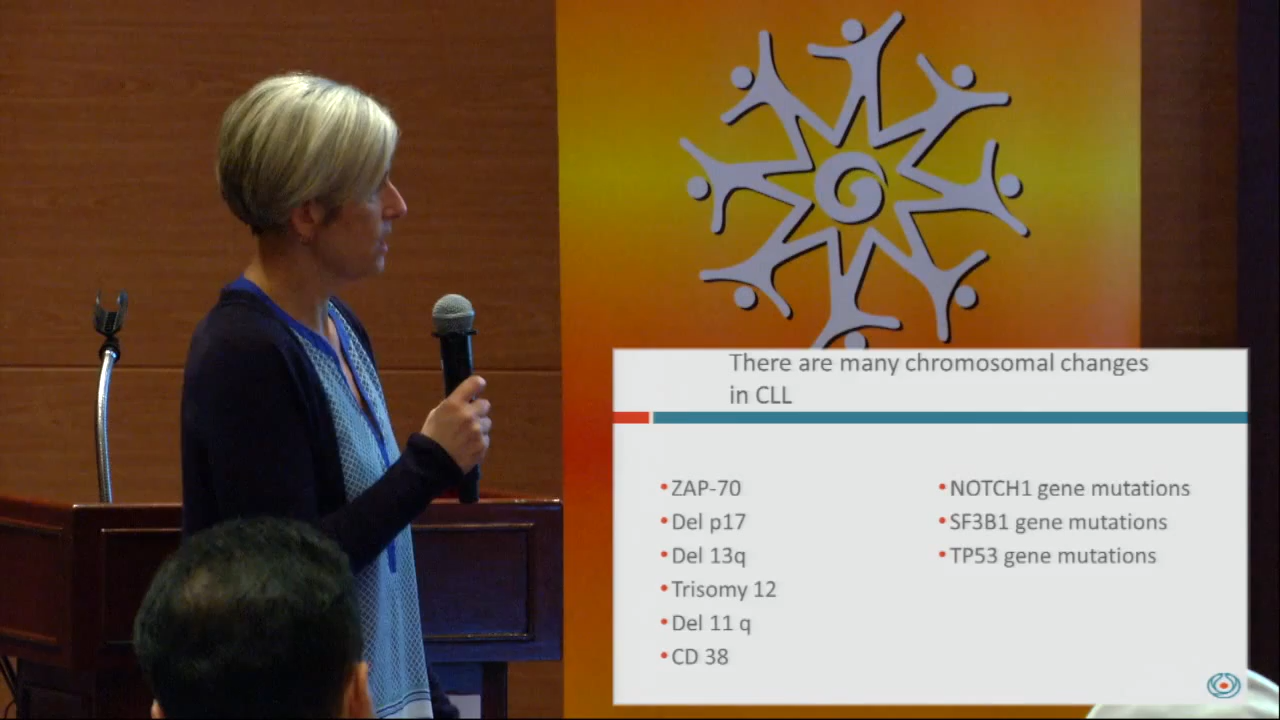 There are many chromosomal changes
in CLL
•ZAP-70
•Del p17
•Del 13q
•Trisomy 12
•Del 11 q
•CD 38
•NOTCH1 gene mutations
•SF3B1 gene mutations
•TP53 gene mutations